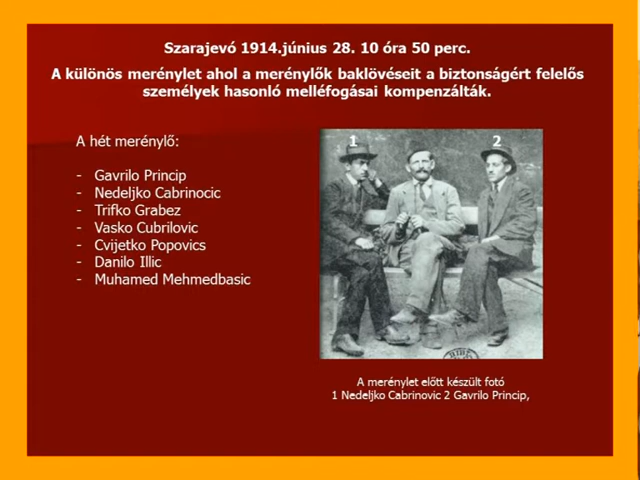 Szarajevó 1914.június 28. 10 óra 50 perc.
A különös merénylet ahol a merénylők baklövéseit a biztonságért felelős
személyek hasonló melléfogásai kompenzálták.
A hét merénylő:
- Gavrilo Princip
- Nedeljko Cabrinocic
- Trifko Grabez
- Vasko Cubrilovic
- Cvijetko Popovics
- Danilo Illic
- Muhamed Mehmedbasic
1 2
A merénylet előtt készült fotó
1 Nedeljko Cabrinovic 2 Gavrilo Princip,